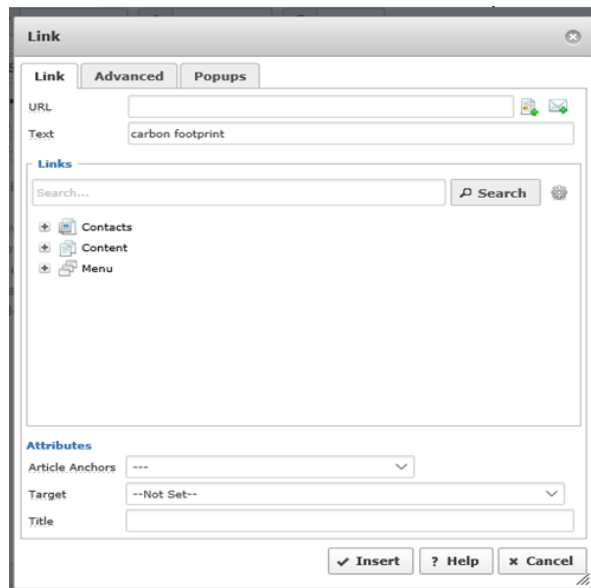 Link
Link Advanced Popups
URL
Text carbon footprint
Links
Search... Search
Contacts
Content
Menu
Attributes
Article Anchors ---
Target --Not Set--
Title
Insert ? Help × Cancel